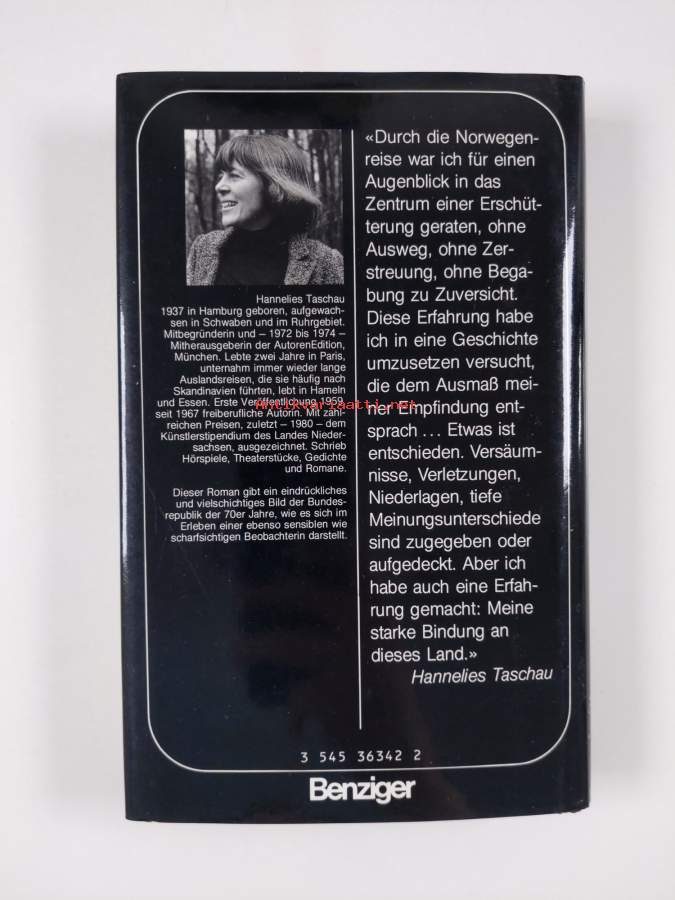 Hannelies Taschau
1937 in Hamburg geboren, aufgewach-
sen in Schwaben und im Ruhrgebiet.
Mitbegründerin und – 1972 bis 1974 –
Mitherausgeberin der AutorenEdition,
München. Lebte zwei Jahre in Paris,
unternahm immer wieder lange
Auslandsreisen, die sie häufig nach
Skandinavien führten, lebt in Hameln
und Essen. Erste Veröffentlichung 1959,
seit 1967 freiberufliche Autorin. Mit zahl-
reichen Preisen, zuletzt – 1980 – dem
Künstlerstipendium des Landes Nieder-
sachsen, ausgezeichnet. Schrieb
Hörspiele, Theaterstücke, Gedichte
und Romane.
Dieser Roman gibt ein eindrückliches
und vielschichtiges Bild der Bundes-
republik der 70er Jahre, wie es sich im
Erleben einer ebenso sensiblen wie
scharfsichtigen Beobachterin darstellt.
«Durch die Norwegen-
reise war ich für einen
Augenblick in das
Zentrum einer Erschüt-
terung geraten, ohne
Ausweg, ohne Zer-
streuung, ohne Bega-
bung zu Zuversicht.
Diese Erfahrung habe
ich in eine Geschichte
umzusetzen versucht,
die dem Ausmaß mei-
ner Empfindung ent-
sprach ... Etwas ist
entschieden. Versäum-
nisse, Verletzungen,
Niederlagen, tiefe
Meinungsunterschiede
sind zugegeben oder
aufgedeckt. Aber ich
habe auch eine Erfah-
rung gemacht: Meine
starke Bindung an
dieses Land.»
Hannelies Taschau
3 545 36342 2
Benziger
Antikvariaatti.net